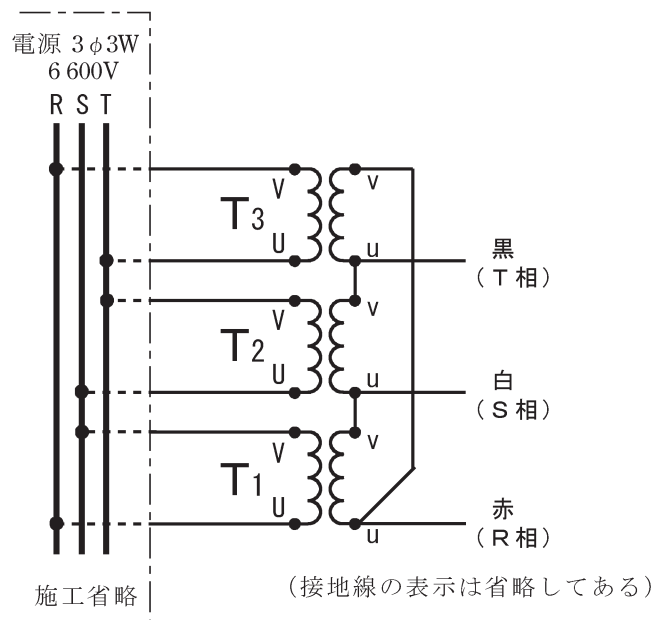 電源 3φ3W
6 600V
R S T
V
v
T3
U
u
黒
(T相)
V
v
T2
U
u
白
(S相)
V
v
T1
U
u
赤
(R相)
施工省略
(接地線の表示は省略してある)